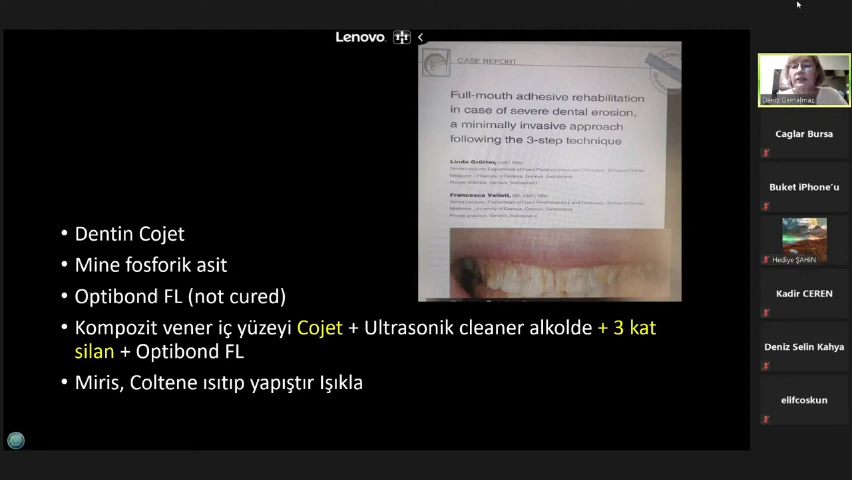 Lenovo.
CASE REPORT
Full-mouth adhesive rehabilitation
in case of severe dental erosion,
a minimally invasive approach
following the 3-step technique
Linda Grütter,
Francesca Vailati,
• Dentin Cojet
• Mine fosforik asit
• Optibond FL (not cured)
• Kompozit vener iç yüzeyi Cojet + Ultrasonik cleaner alkolde + 3 kat
silan + Optibond FL
• Miris, Coltene ısıtıp yapıştır Işıkla
Deniz Gemalmaz
Caglar Bursa
Buket iPhone'u
Hediye ŞAHİN
Kadir CEREN
Deniz Selin Kahya
elifcoskun